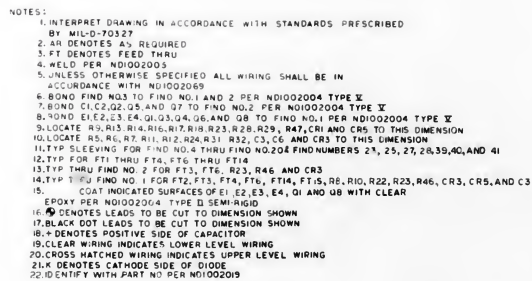 NOTES:
1. INTERPRET DRAWING IN ACCORDANCE WITH STANDARDS PRESCRIBED
BY MIL-D-70327
2. AR DENOTES AS REQUIRED
3. FT DENOTES FEED THRU
4. WELD PER ND1002005
5. UNLESS OTHERWISE SPECIFIED ALL WIRING SHALL BE IN
ACCORDANCE WITH ND1002069
6. BOND FIND NO.3 TO FIND NO.1 AND 2 PER ND1002004 TYPE V
7. BOND C1,C2,Q2,Q5,AND Q7 TO FIND NO.2 PER ND1002004 TYPE V
8. BOND E1,E2,E3,E4,Q1,Q3,Q4,Q6,AND Q8 TO FIND NO.1 PER ND1002004 TYPE V
9. LOCATE R9,R13,R14,R16,R17,R18,R23,R28,R29, R47,CR1 AND CR5 TO THIS DIMENSION
10. LOCATE R5,R6,R7,R11,R12,R24,R31 R32,C3,C6 AND CR3 TO THIS DIMENSION
11. TYP SLEEVING FOR FIND NO.4 THRU FIND NO.20& FIND NUMBERS 23, 25, 27, 28,39,40,AND 41
12. TYP FOR FT1 THRU FT4, FT6 THRU FT14
13. TYP THRU FIND NO. 2 FOR FT3, FT6, R23, R46 AND CR3
14. TYP THRU FIND NO. 1 FOR FT2, FT3, FT4, FT6, FT14, FT15,R8,R10,R22,R23,R46,CR3,CR5,AND C3
15. COAT INDICATED SURFACES OF E1,E2,E3,E4, Q1 AND Q8 WITH CLEAR
EPOXY PER ND1002004 TYPE II SEMI-RIGID
16. DENOTES LEADS TO BE CUT TO DIMENSION SHOWN
17. BLACK DOT LEADS TO BE CUT TO DIMENSION SHOWN
18. + DENOTES POSITIVE SIDE OF CAPACITOR
19. CLEAR WIRING INDICATES LOWER LEVEL WIRING
20. CROSS HATCHED WIRING INDICATES UPPER LEVEL WIRING
21. K DENOTES CATHODE SIDE OF DIODE
22. IDENTIFY WITH PART NO PER ND1002019